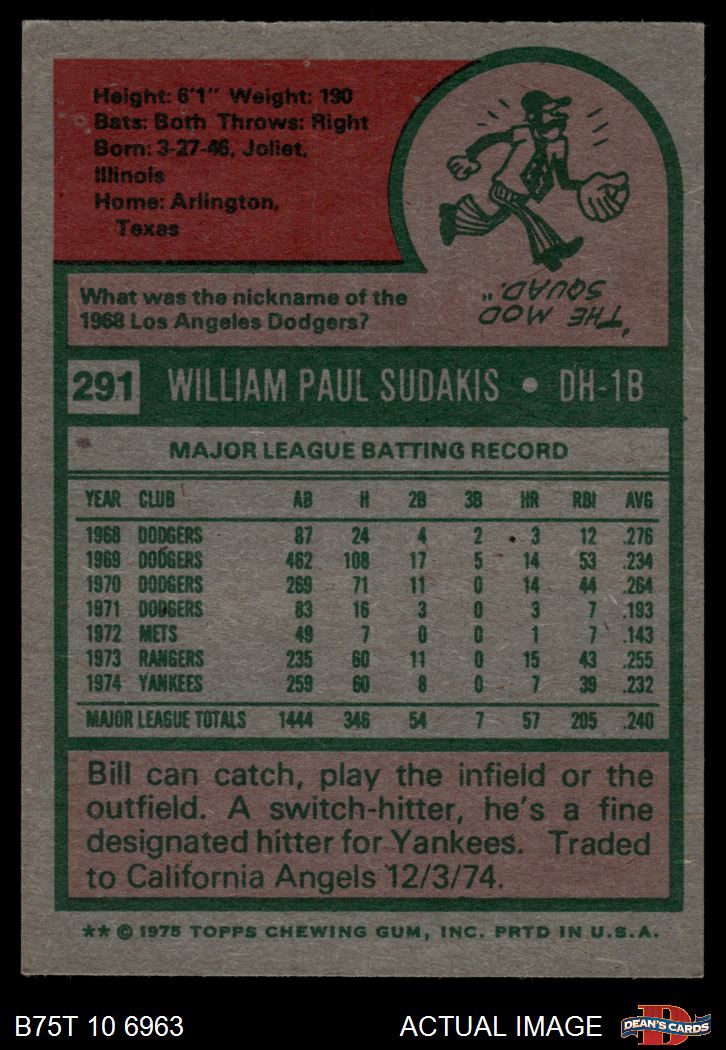 Height: 6'1" Weight: 190
Bats: Both Throws: Right
Born: 3-27-46, Joliet,
Illinois
Home: Arlington,
Texas
What was the nickname of the
1968 Los Angeles Dodgers?
"THE MOD
SQUAD."
291 WILLIAM PAUL SUDAKIS • DH-1B
MAJOR LEAGUE BATTING RECORD
YEAR CLUB AB H 2B 3B HR RBI AVG
1968 DODGERS 87 24 4 2 3 12 .276
1969 DODGERS 462 108 17 5 14 53 .234
1970 DODGERS 269 71 11 0 14 44 .264
1971 DODGERS 83 16 3 0 3 7 .193
1972 METS 49 7 0 0 1 7 .143
1973 RANGERS 235 60 11 0 15 43 .255
1974 YANKEES 259 60 8 0 7 39 .232
MAJOR LEAGUE TOTALS 1444 346 54 7 57 205 .240
Bill can catch, play the infield or the
outfield. A switch-hitter, he's a fine
designated hitter for Yankees. Traded
to California Angels 12/3/74.
** © 1975 TOPPS CHEWING GUM, INC. PRTD IN U.S.A.
B75T 10 6963 ACTUAL IMAGE
D
DEAN'S CARDS